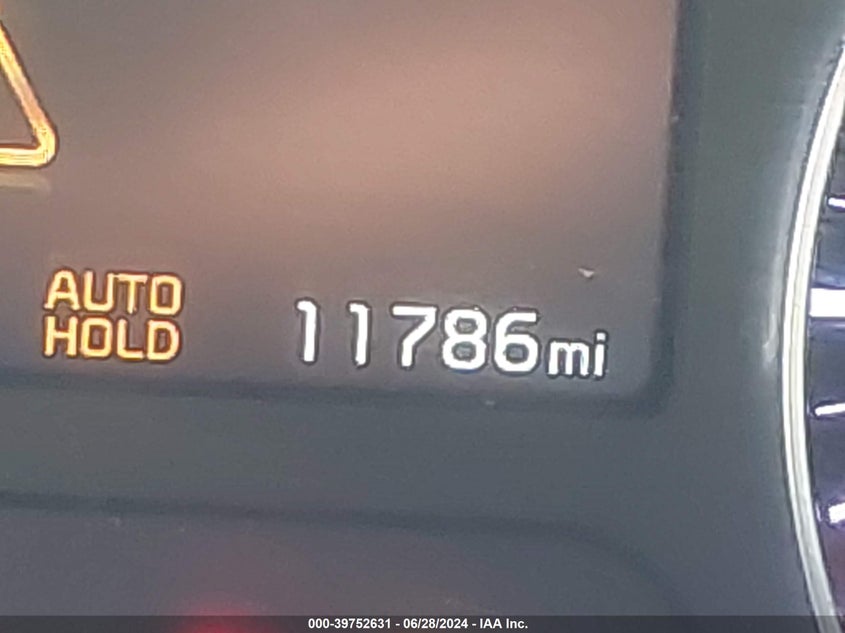 AUTO
HOLD
11786mi
000-39752631 - 06/28/2024 - IAA Inc.